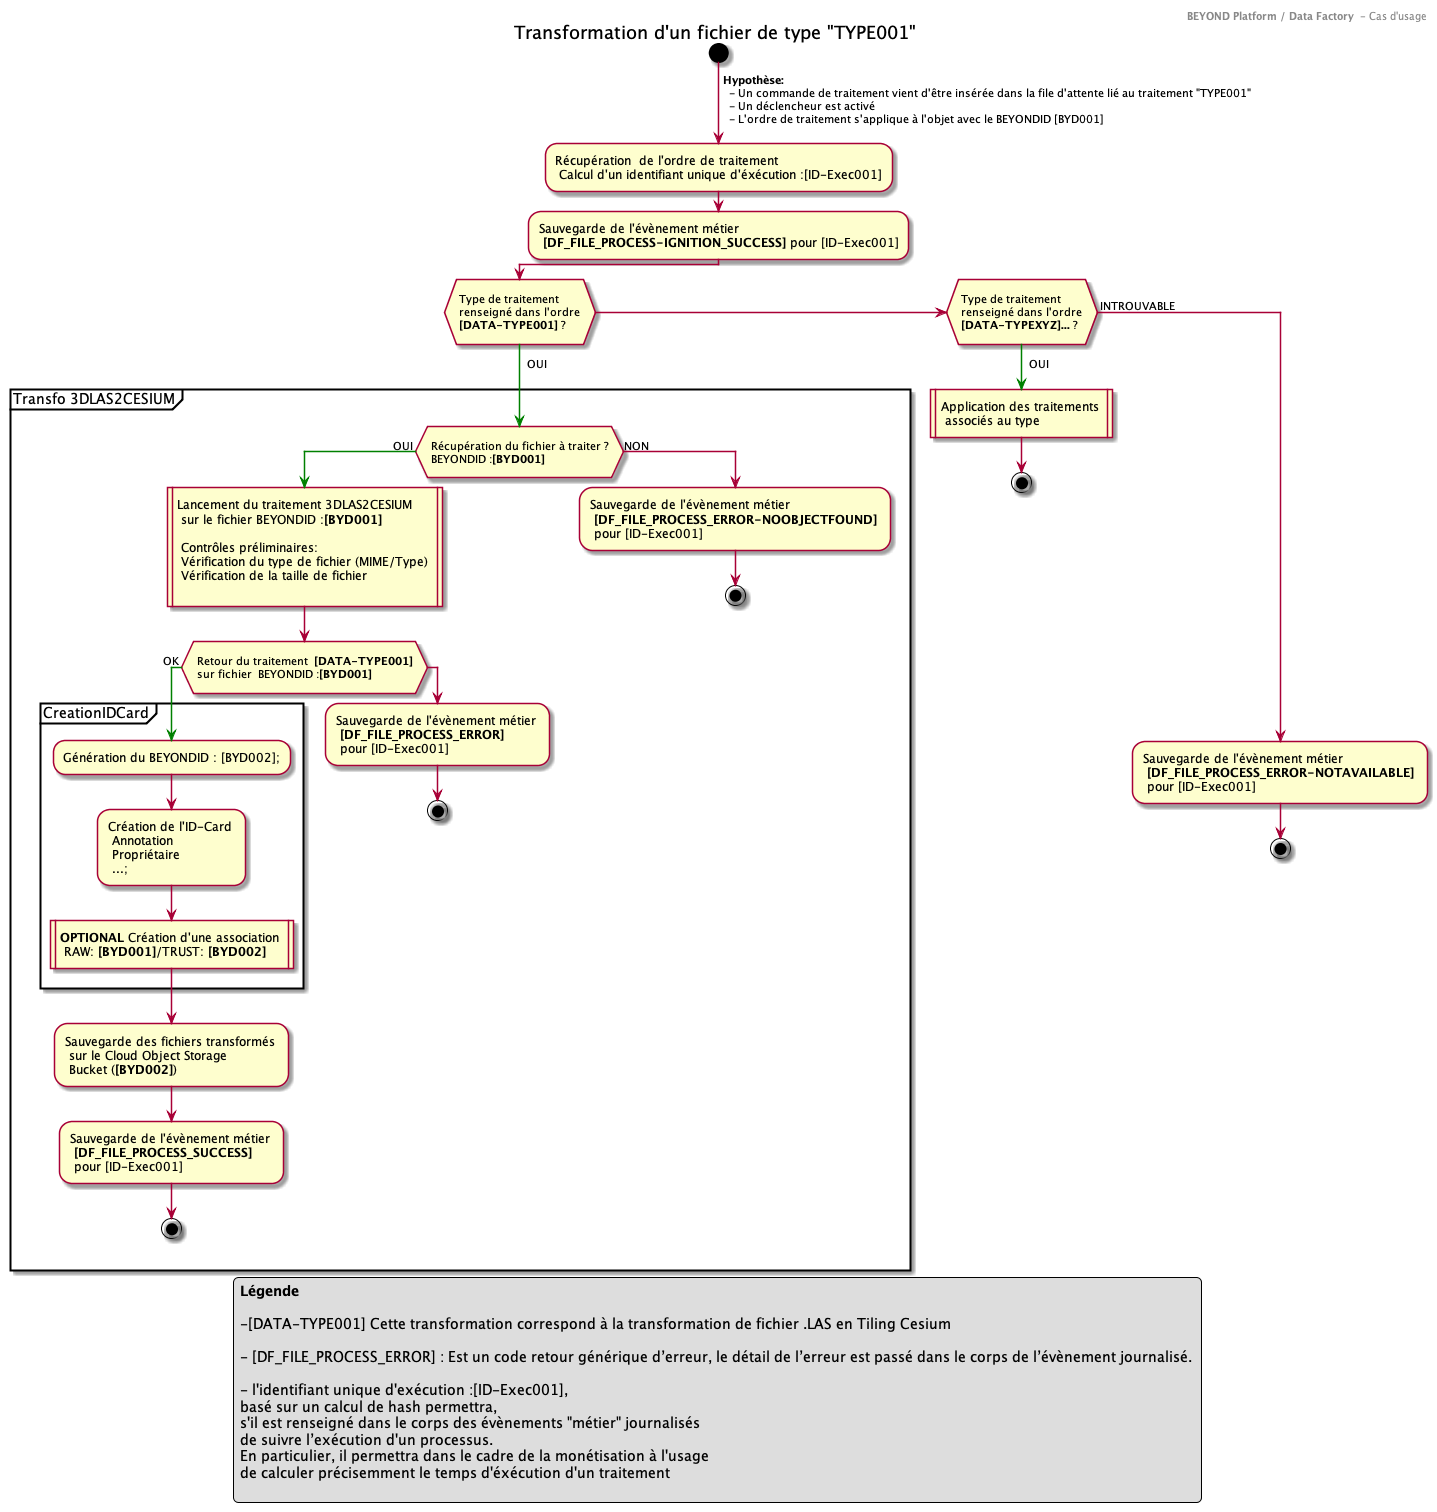 BEYOND Platform / Data Factory - Cas d'usage
Transformation d'un fichier de type "TYPE001"
Hypothèse:
- Un commande de traitement vient d'être insérée dans la file d'attente lié au traitement "TYPE001"
- Un déclencheur est activé
- L'ordre de traitement s'applique à l'objet avec le BEYONDID [BYD001]
Récupération  de l'ordre de traitement
Calcul d'un identifiant unique d'éxécution :[ID-Exec001]
Sauvegarde de l'évènement métier
[DF_FILE_PROCESS-IGNITION_SUCCESS] pour [ID-Exec001]
Type de traitement
renseigné dans l'ordre
[DATA-TYPE001] ?
Type de traitement
renseigné dans l'ordre
[DATA-TYPEXYZ]... ?
INTROUVABLE
OUI
OUI
Application des traitements
associés au type
Transfo 3DLAS2CESIUM
OUI
Récupération du fichier à traiter ?
BEYONDID :[BYD001]
NON
Lancement du traitement 3DLAS2CESIUM
sur le fichier BEYONDID :[BYD001]
Contrôles préliminaires:
Vérification du type de fichier (MIME/Type)
Vérification de la taille de fichier
Sauvegarde de l'évènement métier
[DF_FILE_PROCESS_ERROR-NOOBJECTFOUND]
pour [ID-Exec001]
OK
Retour du traitement  [DATA-TYPE001]
sur fichier  BEYONDID :[BYD001]
Sauvegarde de l'évènement métier
[DF_FILE_PROCESS_ERROR]
pour [ID-Exec001]
CreationIDCard
Génération du BEYONDID : [BYD002];
Création de l'ID-Card
Annotation
Propriétaire
...;
OPTIONAL Création d'une association
RAW: [BYD001]/TRUST: [BYD002]
Sauvegarde de l'évènement métier
[DF_FILE_PROCESS_ERROR-NOTAVAILABLE]
pour [ID-Exec001]
Sauvegarde des fichiers transformés
sur le Cloud Object Storage
Bucket ([BYD002])
Sauvegarde de l'évènement métier
[DF_FILE_PROCESS_SUCCESS]
pour [ID-Exec001]
Légende
-[DATA-TYPE001] Cette transformation correspond à la transformation de fichier .LAS en Tiling Cesium
- [DF_FILE_PROCESS_ERROR] : Est un code retour générique d’erreur, le détail de l’erreur est passé dans le corps de l’évènement journalisé.
- l'identifiant unique d'exécution :[ID-Exec001],
basé sur un calcul de hash permettra,
s'il est renseigné dans le corps des évènements "métier" journalisés
de suivre l’exécution d'un processus.
En particulier, il permettra dans le cadre de la monétisation à l'usage
de calculer précisemment le temps d'éxécution d'un traitement